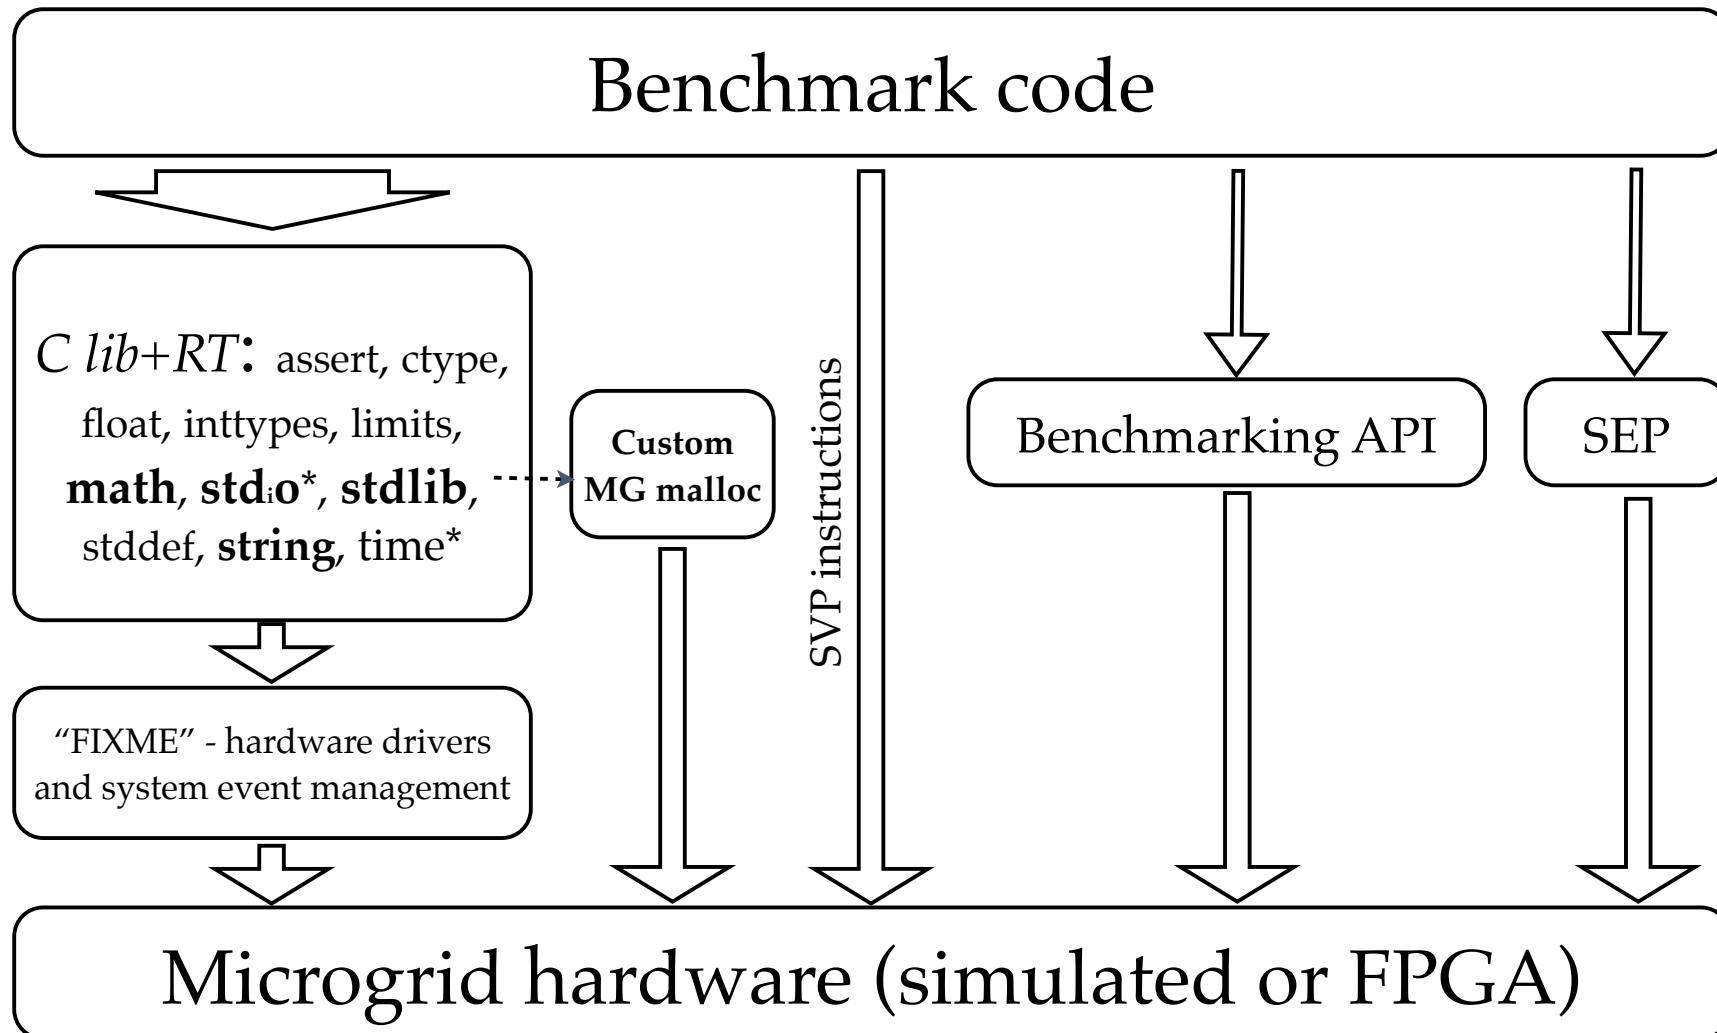 Benchmark code
C lib+RT: assert, ctype,
float, inttypes, limits,
math, stdio*, stdlib,
stddef, string, time*
Custom
MG malloc
SVP instructions
Benchmarking API
SEP
“FIXME” - hardware drivers
and system event management
Microgrid hardware (simulated or FPGA)